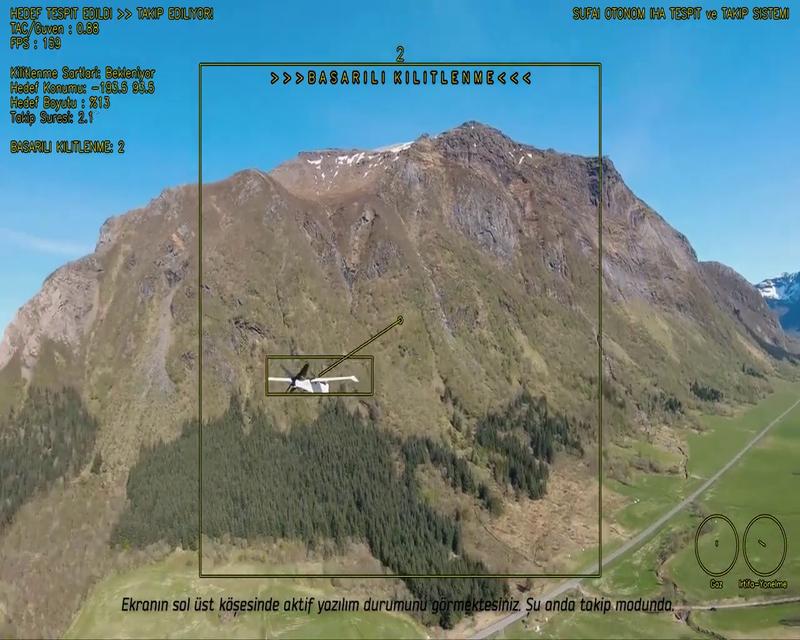 HEDEF TESPIT EDILDI >> TAKIP EDILIYOR!
SUFAI OTONOM IHA TESPIT ve TAKIP SISTEMI
TAC/Guven : 0.88
FPS : 159
2
>>>BASARILI KILITLENME<<<
Kilitlenme Sartlari: Bekleniyor
Hedef Konumu: -193.5 93.5
Hedef Boyutu : %13
Takip Suresi: 2.1
BASARILI KILITLENME: 2
Gaz
Irtifa-Yonelme
Ekranın sol üst köşesinde aktif yazılım durumunu görmektesiniz. Şu anda takip modunda.